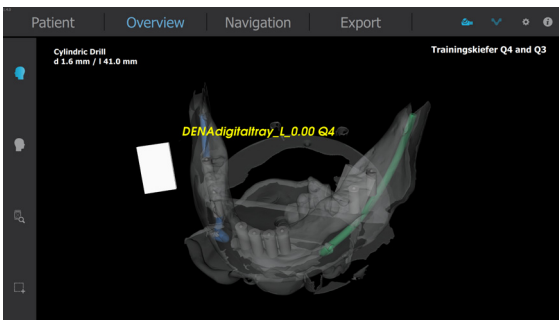 Patient
Overview
Navigation
Export
Cylindric Drill
d 1.6 mm / l 41.0 mm
Trainingskiefer Q4 and Q3
DENAdigitaltray_L_0.00 Q4